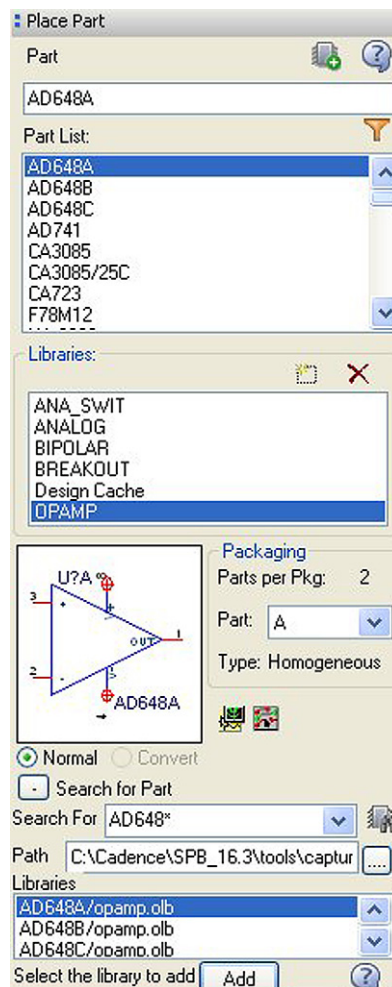 Place Part
Part
AD648A
Part List:
AD648A
AD648B
AD648C
AD741
CA3085
CA3085/25C
CA723
F78M12
Libraries:
ANA_SWIT
ANALOG
BIPOLAR
BREAKOUT
Design Cache
OPAMP
Packaging
Parts per Pkg: 2
Part: A
Type: Homogeneous
U?A
3
+
OUT
1
2
-
AD648A
Normal Convert
- Search for Part
Search For AD648*
Path C:\Cadence\SPB_16.3\tools\captur ....
Libraries
AD648A/opamp.olb
AD648B/opamp.olb
AD648C/opamp.olb
Select the library to add Add